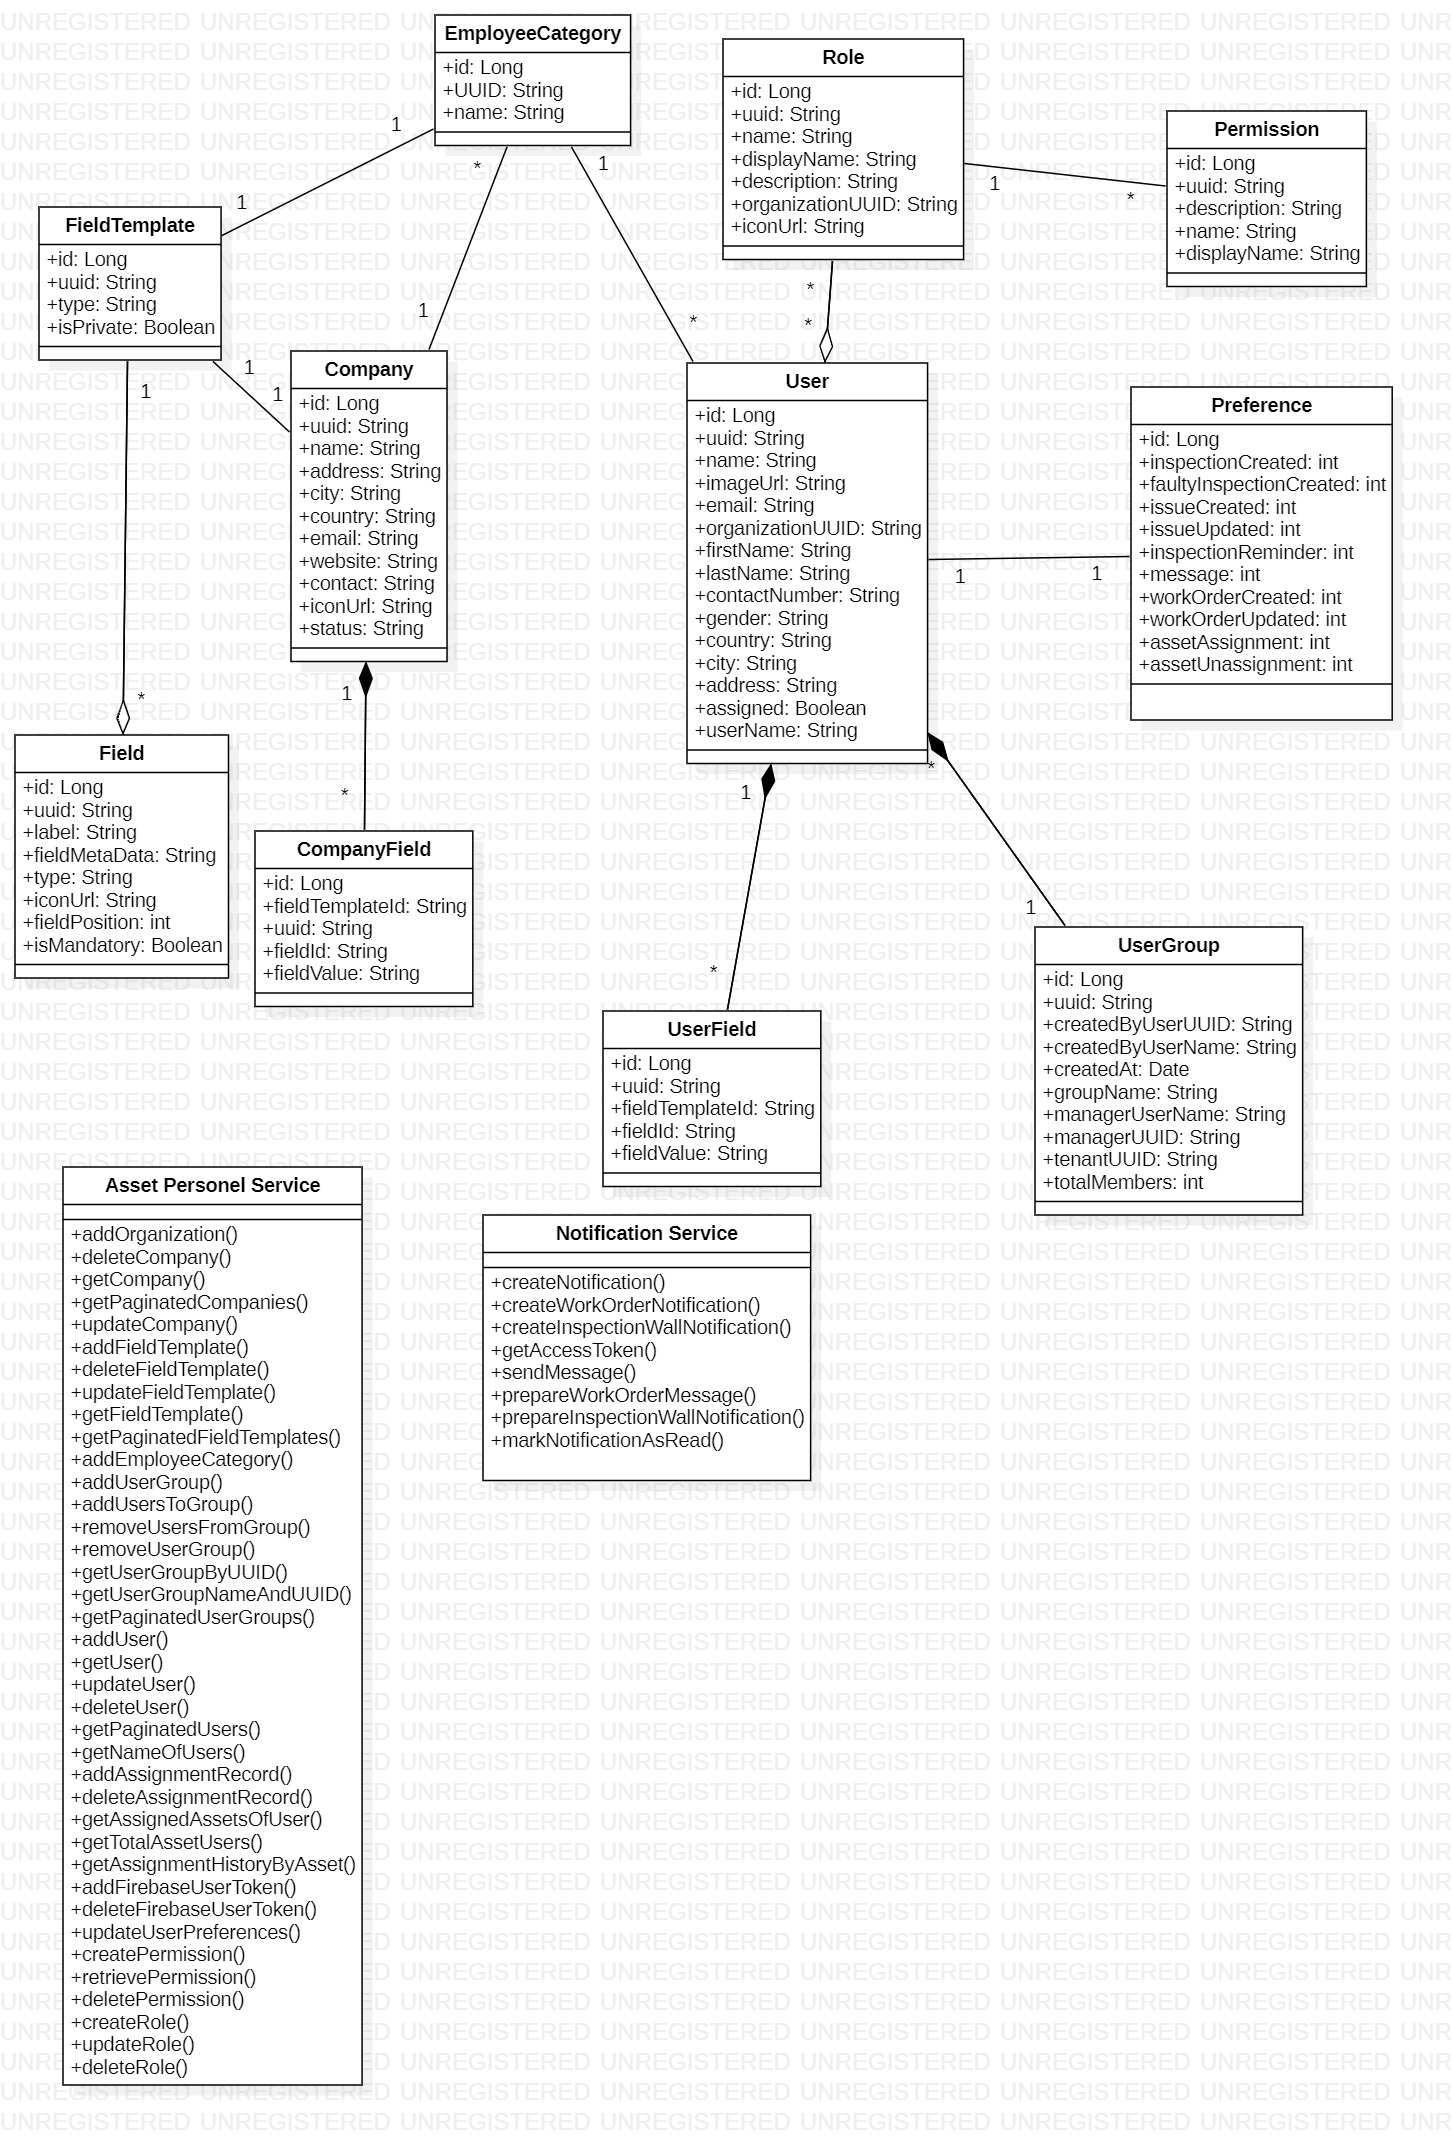 EmployeeCategory
+id: Long
+UUID: String
+name: String
Role
+id: Long
+uuid: String
+name: String
+displayName: String
+description: String
+organizationUUID: String
+iconUrl: String
Permission
+id: Long
+uuid: String
+description: String
+name: String
+displayName: String
1
1
*
1
1
*
1
*
*
*
FieldTemplate
+id: Long
+uuid: String
+type: String
+isPrivate: Boolean
1
1
1
*
Company
+id: Long
+uuid: String
+name: String
+address: String
+city: String
+country: String
+email: String
+website: String
+contact: String
+iconUrl: String
+status: String
User
+id: Long
+uuid: String
+name: String
+imageUrl: String
+email: String
+organizationUUID: String
+firstName: String
+lastName: String
+contactNumber: String
+gender: String
+country: String
+city: String
+address: String
+assigned: Boolean
+userName: String
1
1
Preference
+id: Long
+inspectionCreated: int
+faultyInspectionCreated: int
+issueCreated: int
+issueUpdated: int
+inspectionReminder: int
+message: int
+workOrderCreated: int
+workOrderUpdated: int
+assetAssignment: int
+assetUnassignment: int
1
*
1
*
*
1
Field
+id: Long
+uuid: String
+label: String
+fieldMetaData: String
+type: String
+iconUrl: String
+fieldPosition: int
+isMandatory: Boolean
CompanyField
+id: Long
+fieldTemplateId: String
+uuid: String
+fieldId: String
+fieldValue: String
UserField
+id: Long
+uuid: String
+fieldTemplateId: String
+fieldId: String
+fieldValue: String
UserGroup
+id: Long
+uuid: String
+createdByUserUUID: String
+createdByUserName: String
+createdAt: Date
+groupName: String
+managerUserName: String
+managerUUID: String
+tenantUUID: String
+totalMembers: int
Asset Personel Service
+addOrganization()
+deleteCompany()
+getCompany()
+getPaginatedCompanies()
+updateCompany()
+addFieldTemplate()
+deleteFieldTemplate()
+updateFieldTemplate()
+getFieldTemplate()
+getPaginatedFieldTemplates()
+addEmployeeCategory()
+addUserGroup()
+addUsersToGroup()
+removeUsersFromGroup()
+removeUserGroup()
+getUserGroupByUUID()
+getUserGroupNameAndUUID()
+getPaginatedUserGroups()
+addUser()
+getUser()
+updateUser()
+deleteUser()
+getPaginatedUsers()
+getNameOfUsers()
+addAssignmentRecord()
+deleteAssignmentRecord()
+getAssignedAssetsOfUser()
+getTotalAssetUsers()
+getAssignmentHistoryByAsset()
+addFirebaseUserToken()
+deleteFirebaseUserToken()
+updateUserPreferences()
+createPermission()
+retrievePermission()
+deletePermission()
+createRole()
+updateRole()
+deleteRole()
Notification Service
+createNotification()
+createWorkOrderNotification()
+createInspectionWallNotification()
+getAccessToken()
+sendMessage()
+prepareWorkOrderMessage()
+prepareInspectionWallNotification()
+markNotificationAsRead()
UNREGISTERED